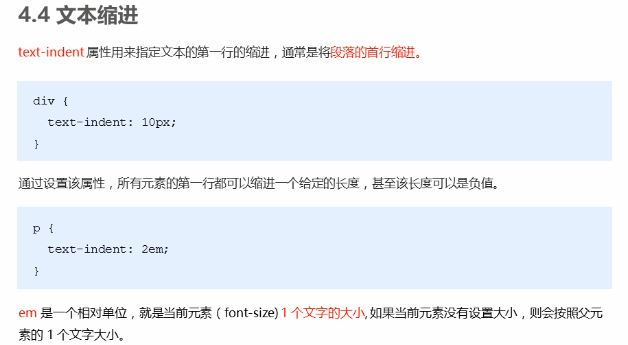 4.4 文本缩进
text-indent 属性用来指定文本的第一行的缩进，通常是将段落的首行缩进。
div {
  text-indent: 10px;
}
通过设置该属性，所有元素的第一行都可以缩进一个给定的长度，甚至该长度可以是负值。
p {
  text-indent: 2em;
}
em 是一个相对单位，就是当前元素（font-size) 1 个文字的大小, 如果当前元素没有设置大小，则会按照父元
素的 1 个文字大小。